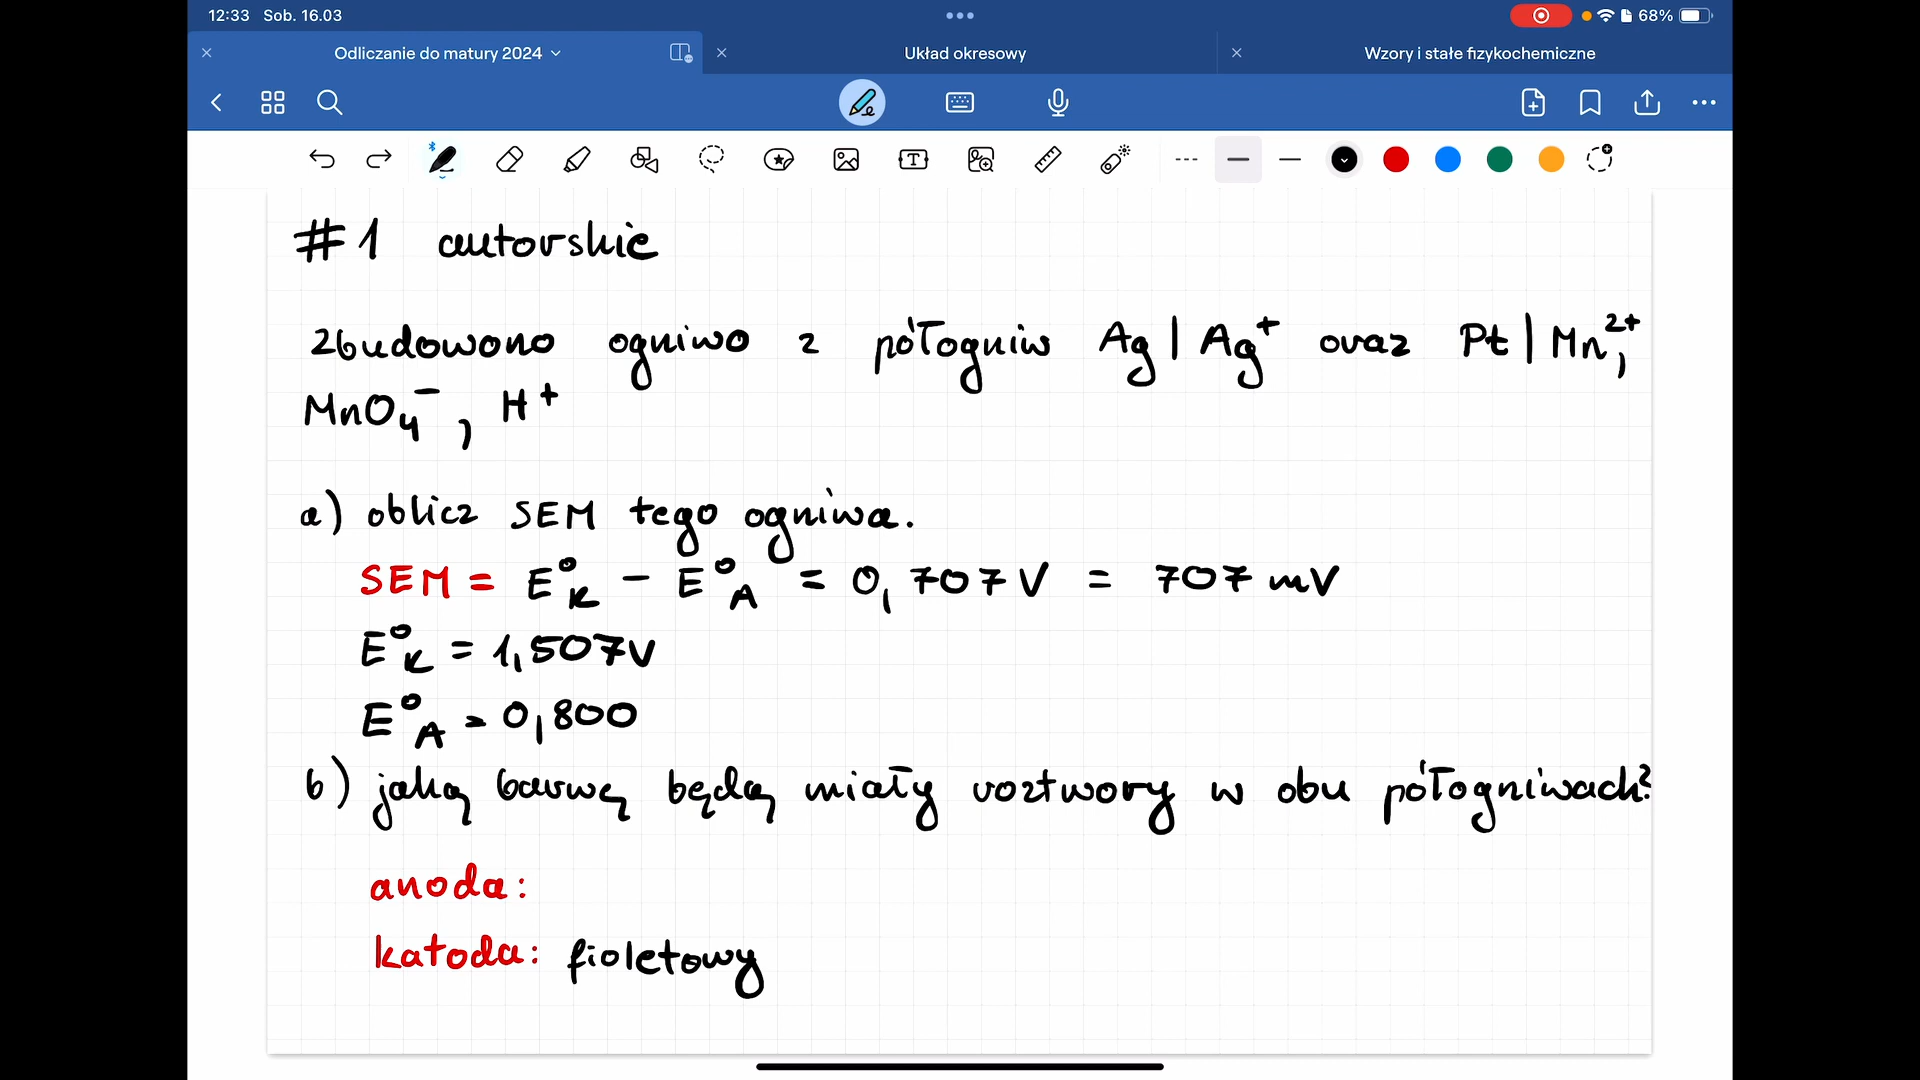 12:33 Sob. 16.03
68%
Odliczanie do matury 2024
Układ okresowy
Wzory i stałe fizykochemiczne
#1 autorskie
Zbudowono ogniwo z półogniw Ag | Ag⁺ oraz Pt | Mn²⁺,
MnO₄⁻, H⁺
a) oblicz SEM tego ogniwa.
SEM = E°K − E°A = 0,707V = 707 mV
E°K = 1,507V
E°A = 0,800
b) jaką barwę będą miały roztwory w obu półogniwach?
anoda:
katoda: fioletowy